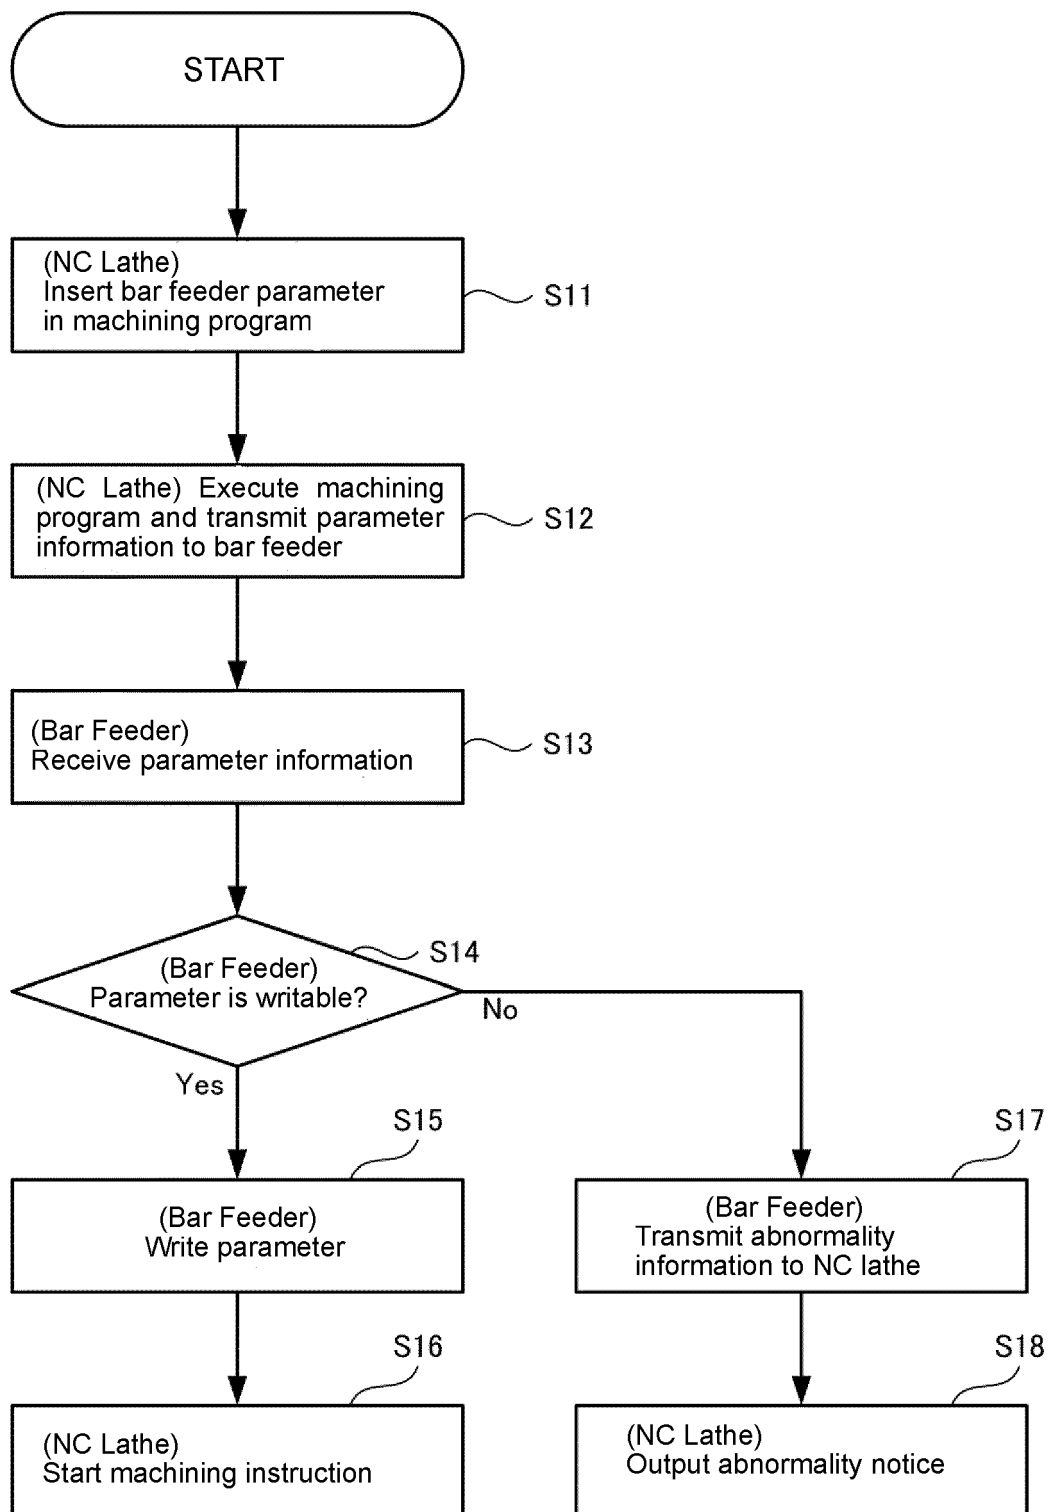 START
(NC Lathe)
Insert bar feeder parameter
in machining program
S11
(NC Lathe) Execute machining
program and transmit parameter
information to bar feeder
S12
(Bar Feeder)
Receive parameter information
S13
(Bar Feeder)
Parameter is writable?
S14
No
Yes
S15
(Bar Feeder)
Write parameter
S17
(Bar Feeder)
Transmit abnormality
information to NC lathe
S16
(NC Lathe)
Start machining instruction
S18
(NC Lathe)
Output abnormality notice